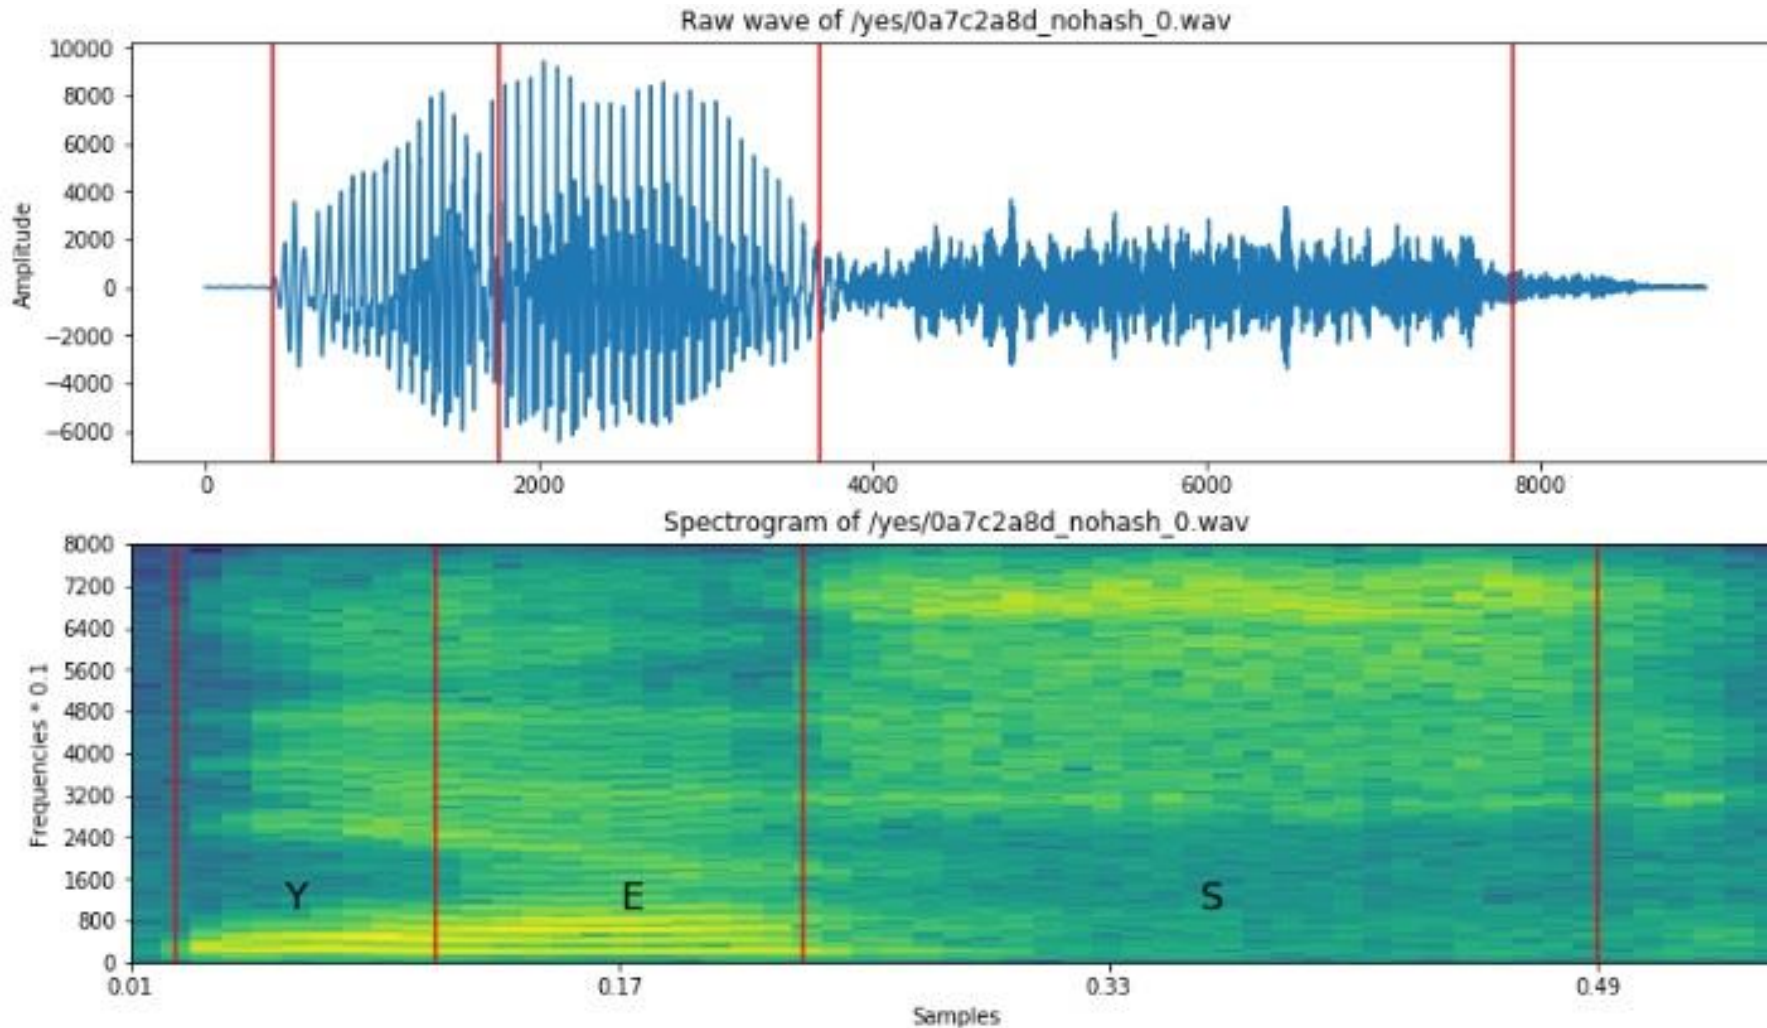 Raw wave of /yes/0a7c2a8d_nohash_0.wav
10000
8000
6000
4000
2000
0
−2000
−4000
−6000
Amplitude
0 2000 4000 6000 8000
Spectrogram of /yes/0a7c2a8d_nohash_0.wav
8000
7200
6400
5600
4800
4000
3200
2400
1600
800
0
Frequencies * 0.1
Y E S
0.01 0.17 0.33 0.49
Samples